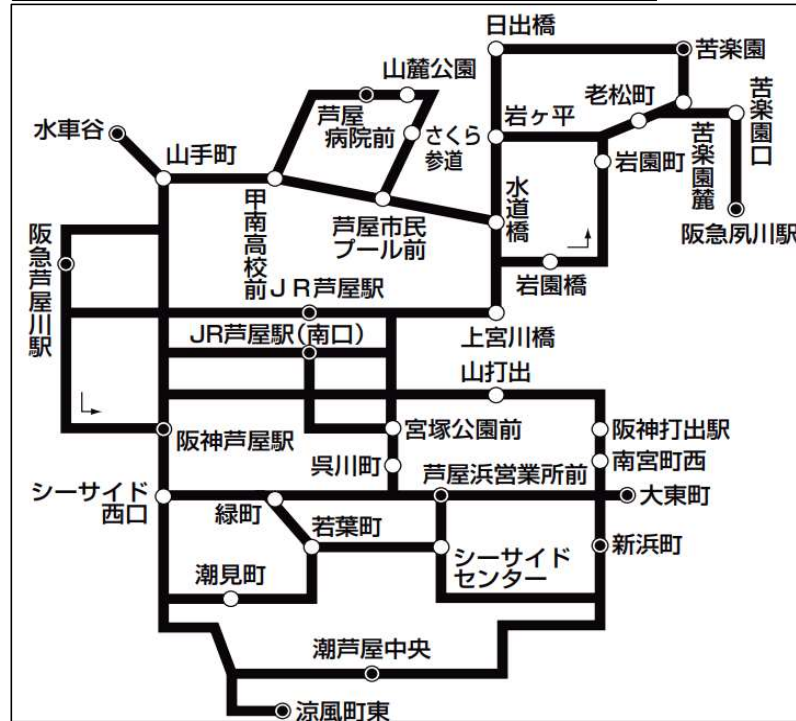 日出橋
苦楽園
山麓公園
老松町
苦楽園口
芦屋
病院前
水車谷
岩ヶ平
さくら
参道
山手町
岩園町
苦楽園麓
水道橋
甲南高校前
芦屋市民
プール前
阪急夙川駅
阪急芦屋川駅
岩園橋
JR芦屋駅
上宮川橋
JR芦屋駅(南口)
山打出
阪神芦屋駅
宮塚公園前
阪神打出駅
呉川町
南宮町西
芦屋浜営業所前
シーサイド
西口
大東町
緑町
若葉町
新浜町
シーサイド
センター
潮見町
潮芦屋中央
涼風町東